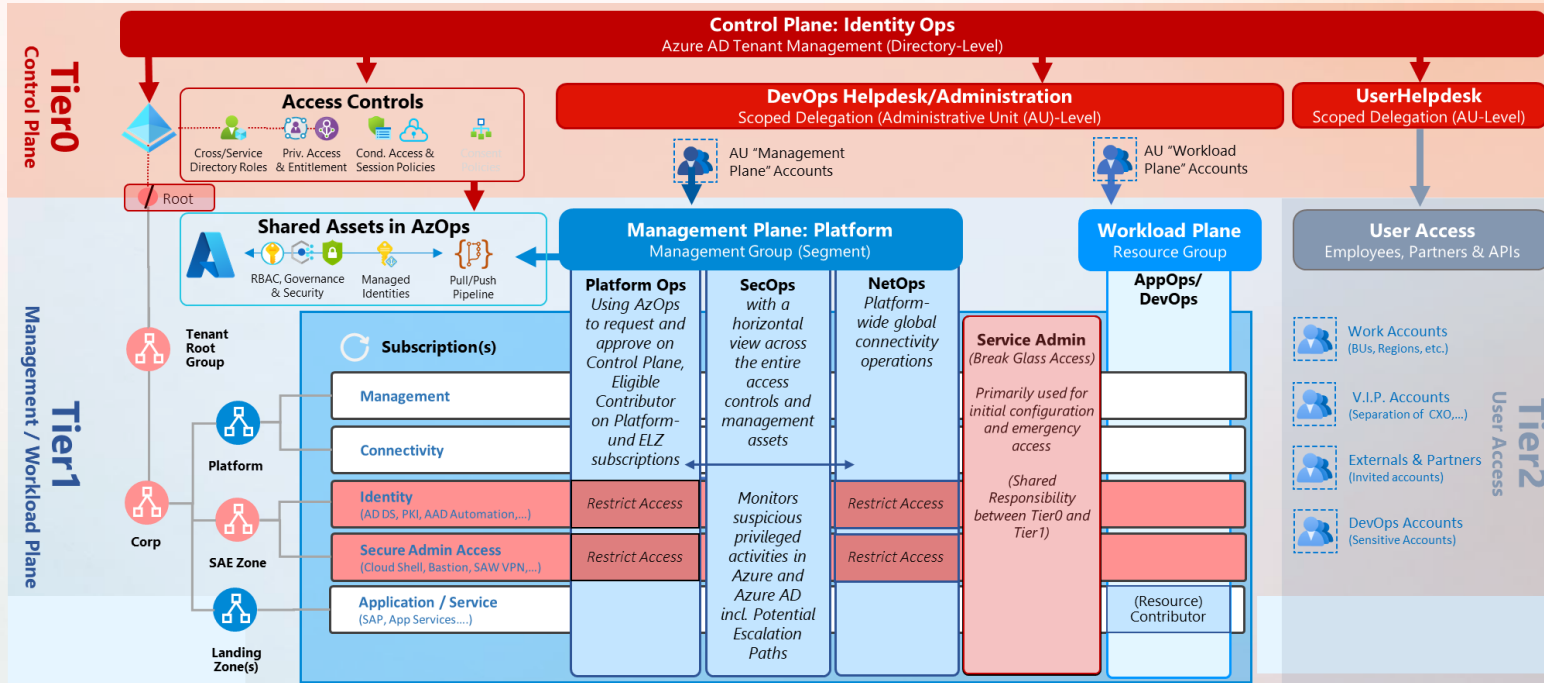 Control Plane: Identity Ops
Azure AD Tenant Management (Directory-Level)
Tier0
Control Plane
Access Controls
Cross/Service
Directory Roles
Priv. Access
& Entitlement
Cond. Access &
Session Policies
DevOps Helpdesk/Administration
Scoped Delegation (Administrative Unit (AU)-Level)
UserHelpdesk
Scoped Delegation (AU-Level)
AU “Management
Plane” Accounts
AU “Workload
Plane” Accounts
Root
Shared Assets in AzOps
RBAC, Governance
& Security
Managed
Identities
Pull/Push
Pipeline
Management Plane: Platform
Management Group (Segment)
Workload Plane
Resource Group
User Access
Employees, Partners & APIs
Tier1
Management / Workload Plane
Tenant
Root
Group
Platform
Corp
SAE Zone
Landing
Zone(s)
Subscription(s)
Management
Connectivity
Identity
(AD DS, PKI, AAD Automation,...)
Secure Admin Access
(Cloud Shell, Bastion, SAW VPN,...)
Application / Service
(SAP, App Services....)
Platform Ops
Using AzOps
to request and
approve on
Control Plane,
Eligible
Contributor
on Platform-
und ELZ
subscriptions
Restrict Access
Restrict Access
SecOps
with a
horizontal
view across
the entire
access
controls and
management
assets
Monitors
suspicious
privileged
activities in
Azure and
Azure AD
incl. Potential
Escalation
Paths
NetOps
Platform-
wide global
connectivity
operations
Restrict Access
Restrict Access
Service Admin
(Break Glass Access)
Primarily used for
initial configuration
and emergency
access
(Shared
Responsibility
between Tier0 and
Tier1)
AppOps/
DevOps
(Resource)
Contributor
Work Accounts
(BUs, Regions, etc.)
V.I.P. Accounts
(Separation of CXO,...)
Externals & Partners
(Invited accounts)
DevOps Accounts
(Sensitive Accounts)
Tier2
User Access